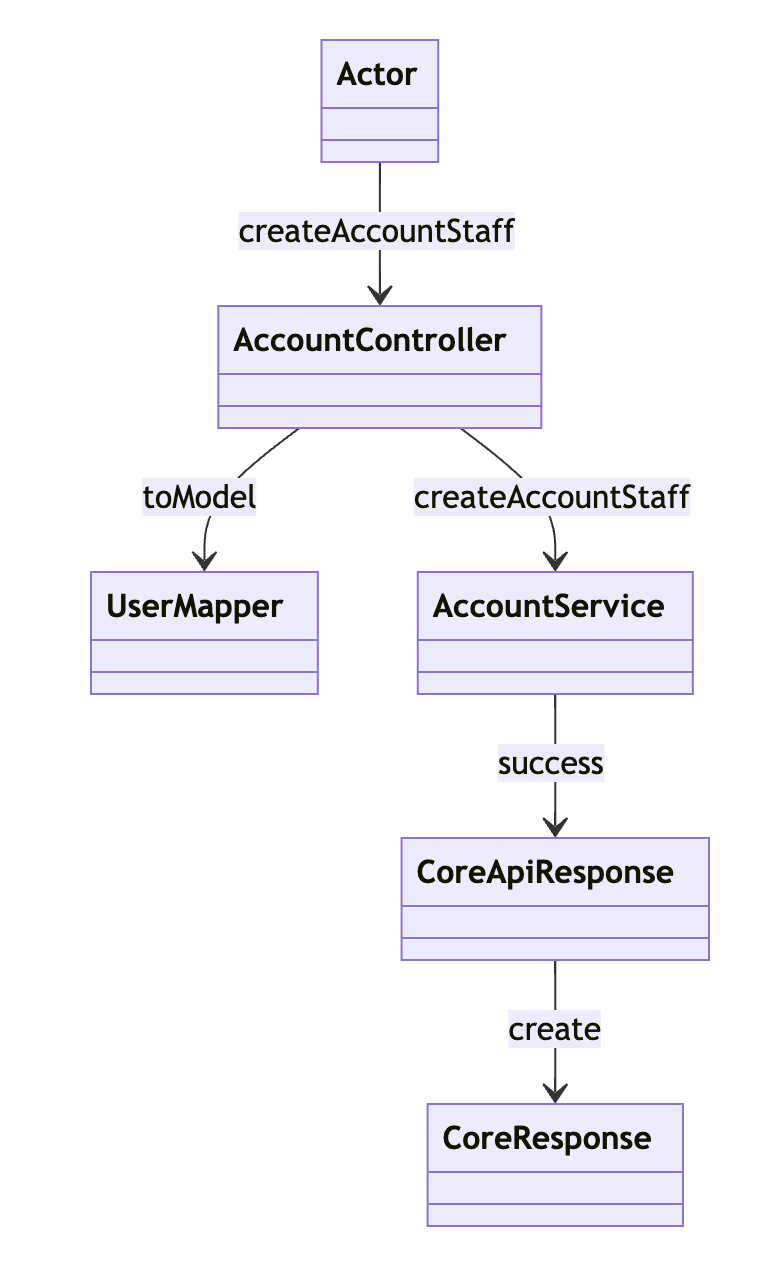 Actor
createAccountStaff
AccountController
toModel
createAccountStaff
UserMapper
AccountService
success
CoreApiResponse
create
CoreResponse